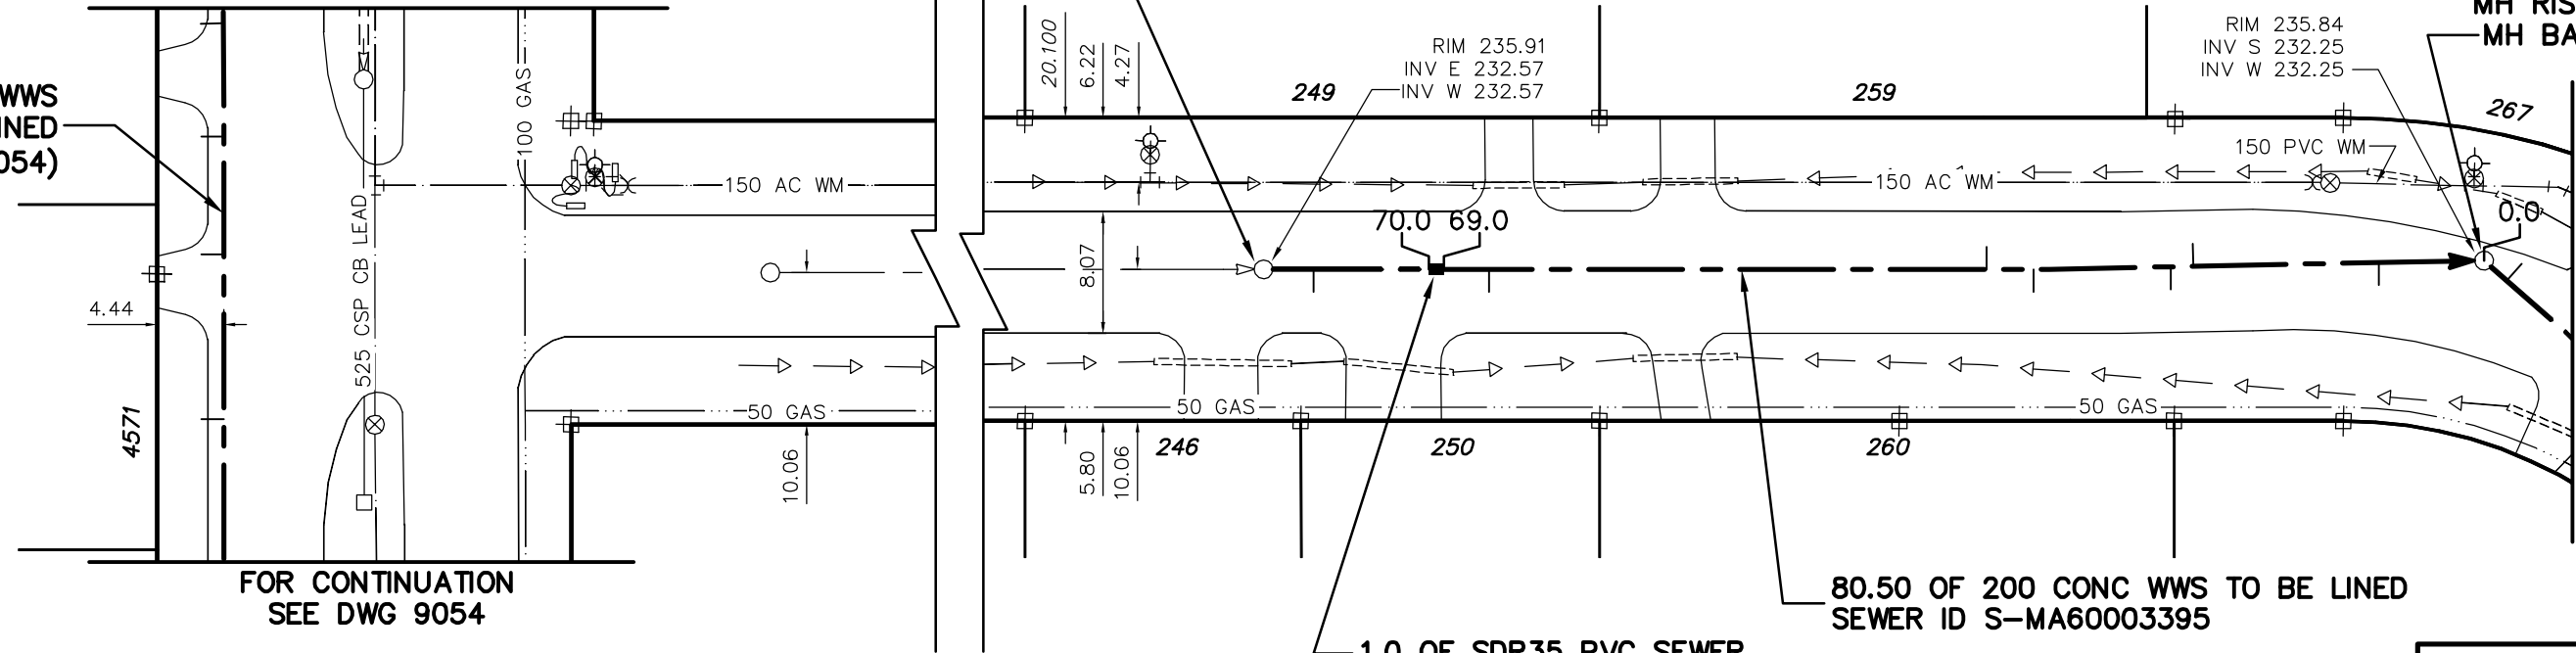 WWS
INED
054)
4.44
4571
525 CSP CB LEAD
100 GAS
150 AC WM
50 GAS
10.06
FOR CONTINUATION
SEE DWG 9054
20.100
6.22
4.27
8.07
5.80
10.06
RIM 235.91
INV E 232.57
INV W 232.57
249
259
267
RIM 235.84
INV S 232.25
INV W 232.25
MH RIS
MH BA
150 PVC WM
150 AC WM
70.0 69.0
0.0
50 GAS
50 GAS
246
250
260
80.50 OF 200 CONC WWS TO BE LINED
SEWER ID S-MA60003395
1.0 OF SDR35 PVC SEWER